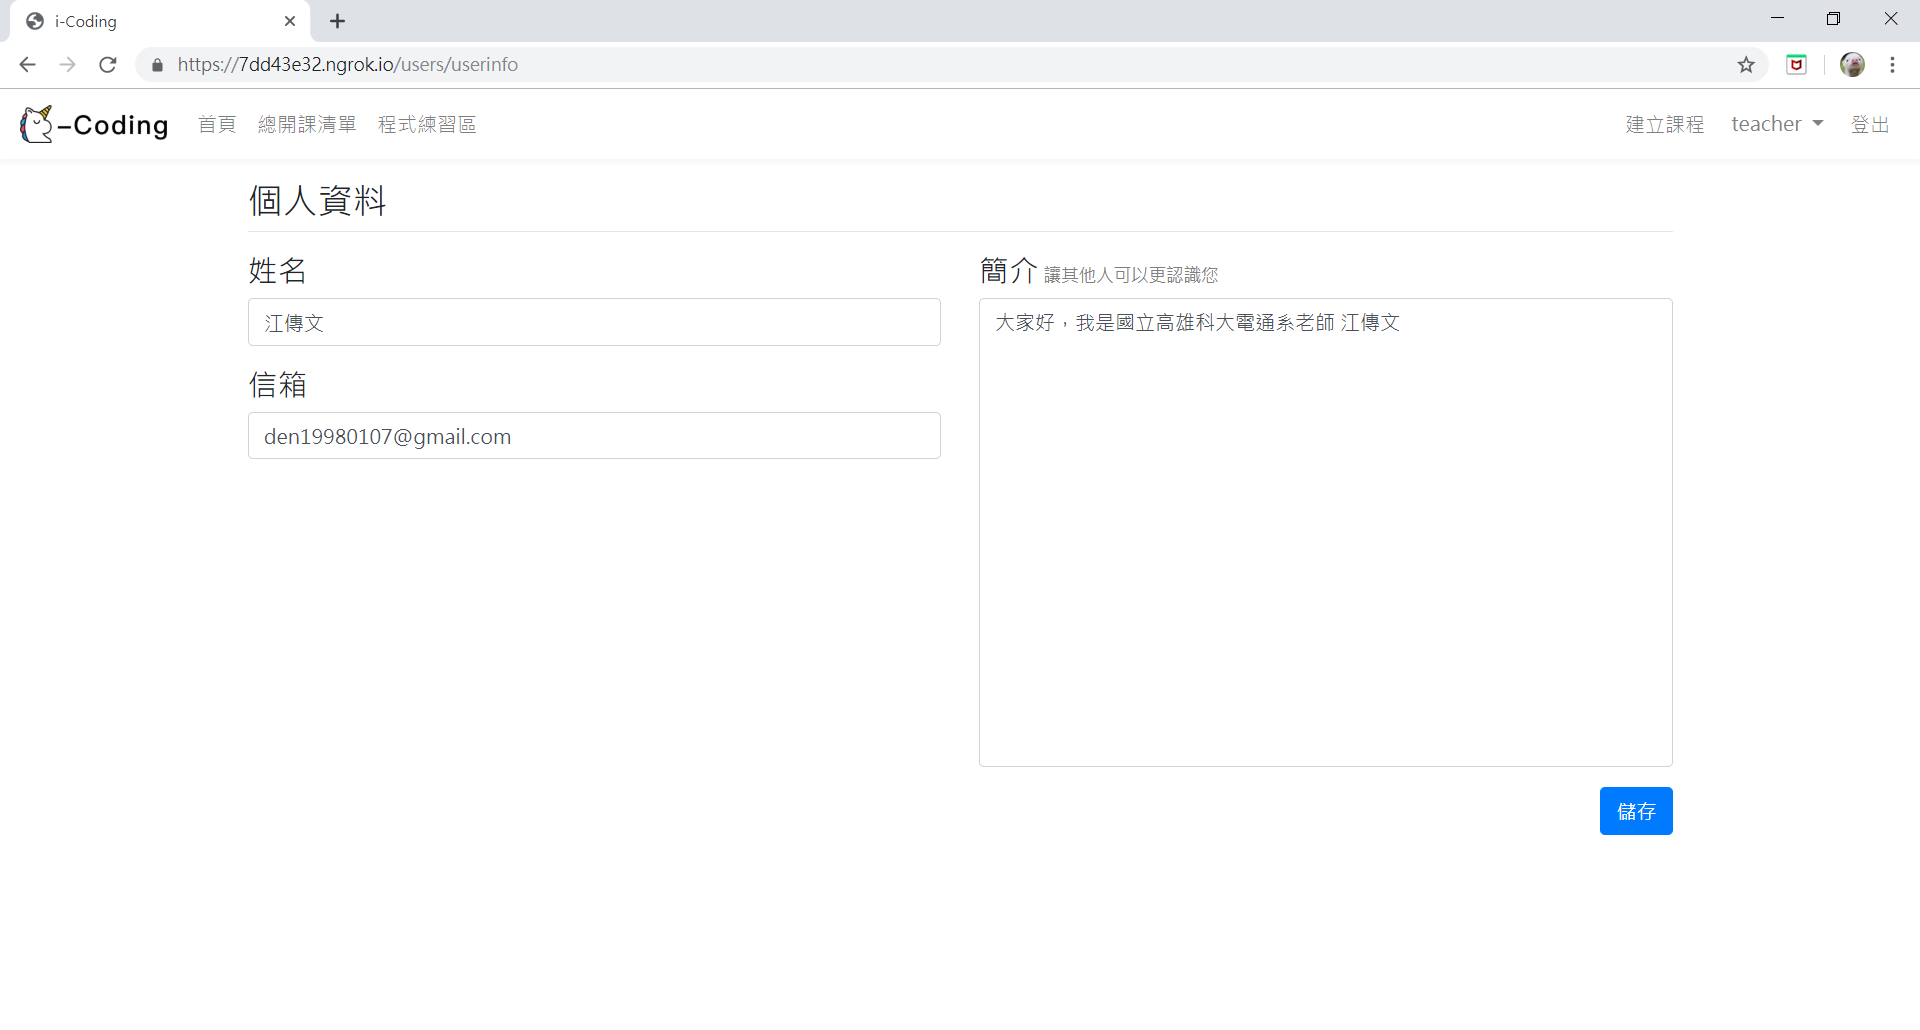 i-Coding
https://7dd43e32.ngrok.io/users/userinfo
-Coding 首頁 總開課清單 程式練習區 建立課程 teacher 登出
個人資料
姓名
江傳文
信箱
den19980107@gmail.com
簡介 讓其他人可以更認識您
大家好，我是國立高雄科大電通系老師 江傳文
儲存